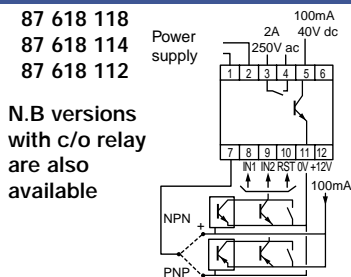 87 618 118
87 618 114
87 618 112
N.B versions
with c/o relay
are also
available
Power
supply
2A
250V ac
100mA
40V dc
1 2 3 4 5 6
7 8 9 10 11 12
IN1 IN2 RST 0V +12V
100mA
NPN
+
PNP